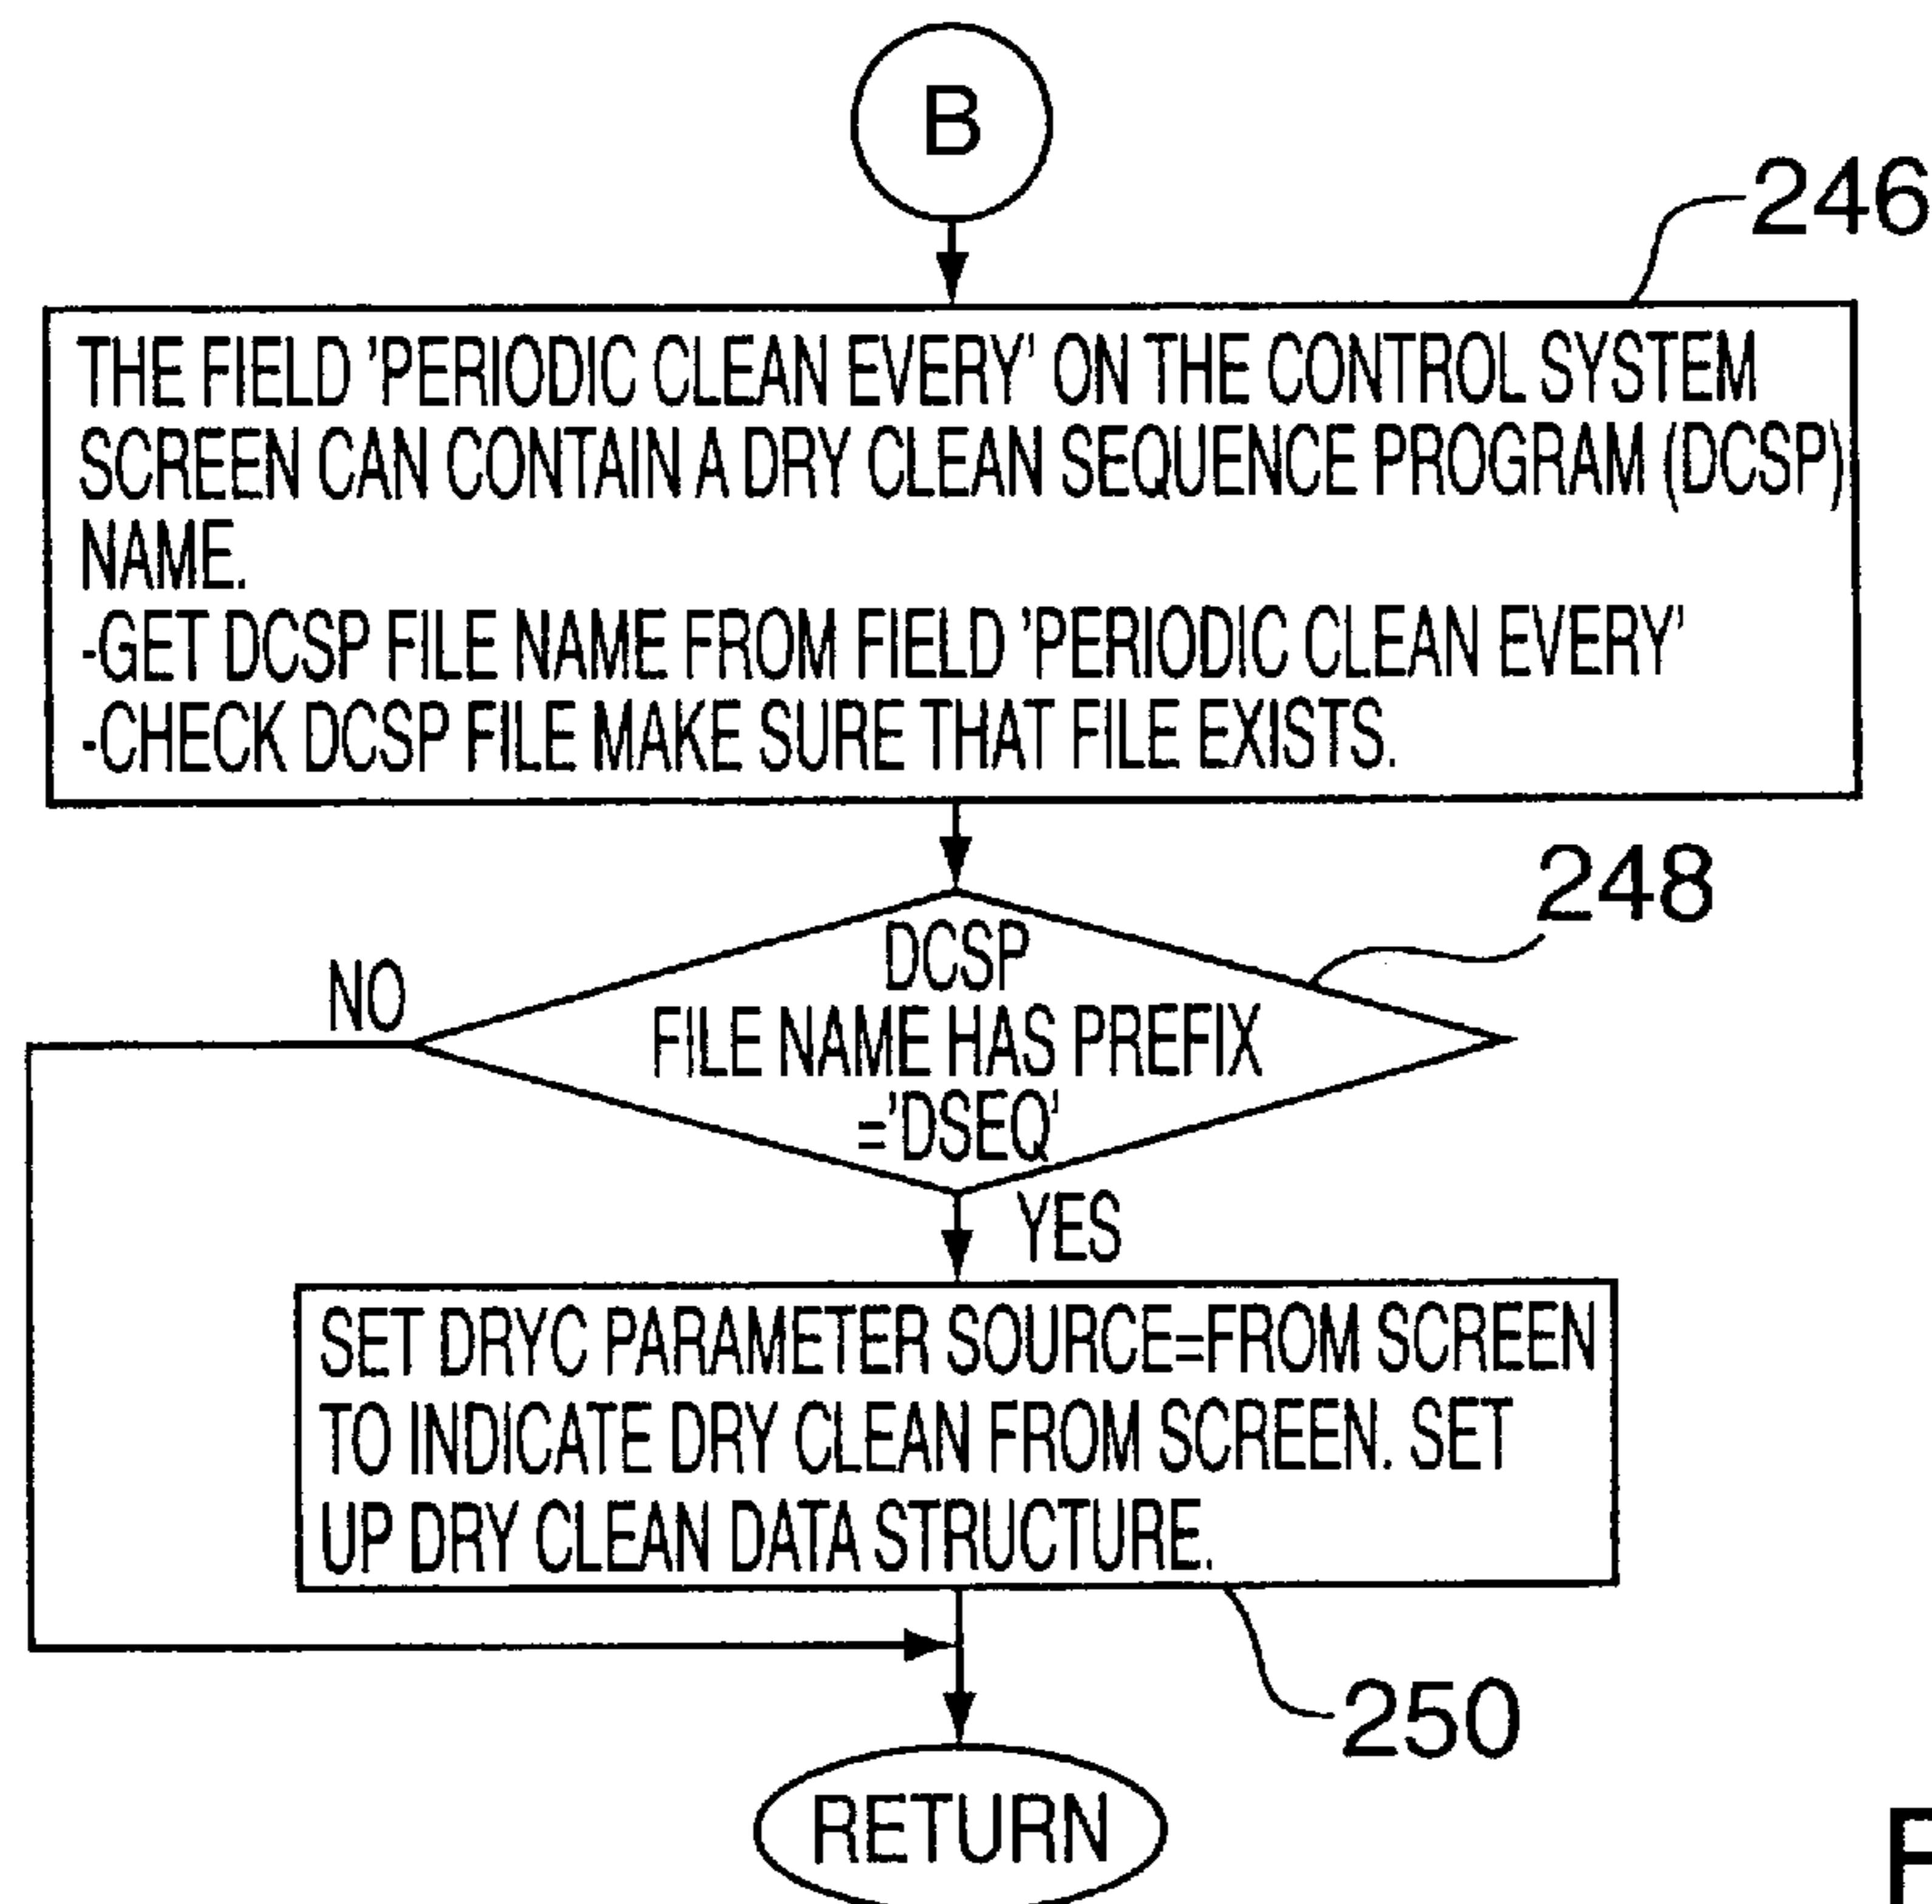 B
246
THE FIELD 'PERIODIC CLEAN EVERY' ON THE CONTROL SYSTEM
SCREEN CAN CONTAIN A DRY CLEAN SEQUENCE PROGRAM (DCSP)
NAME.
-GET DCSP FILE NAME FROM FIELD 'PERIODIC CLEAN EVERY'
-CHECK DCSP FILE MAKE SURE THAT FILE EXISTS.
248
NO
DCSP
FILE NAME HAS PREFIX
='DSEQ'
YES
SET DRYC PARAMETER SOURCE=FROM SCREEN
TO INDICATE DRY CLEAN FROM SCREEN. SET
UP DRY CLEAN DATA STRUCTURE.
250
RETURN